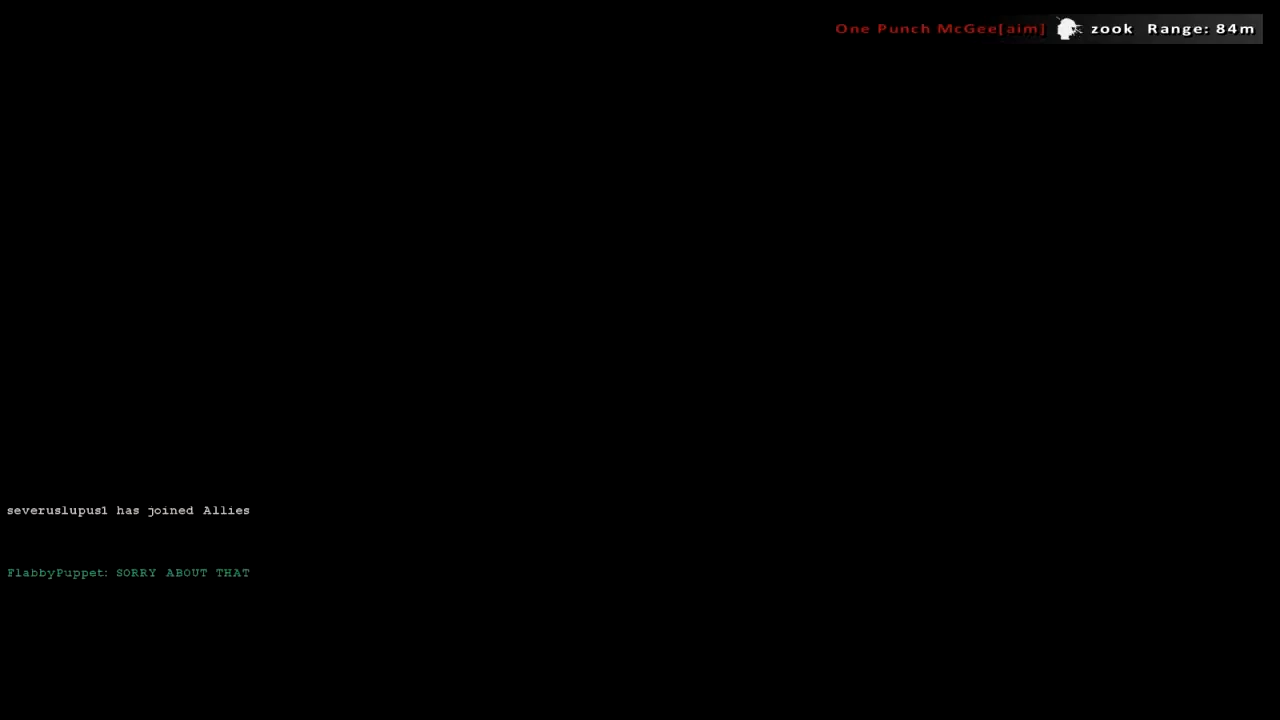 One Punch McGee[aim] zook Range: 84m
severuslupus1 has joined Allies
FlabbyPuppet: SORRY ABOUT THAT